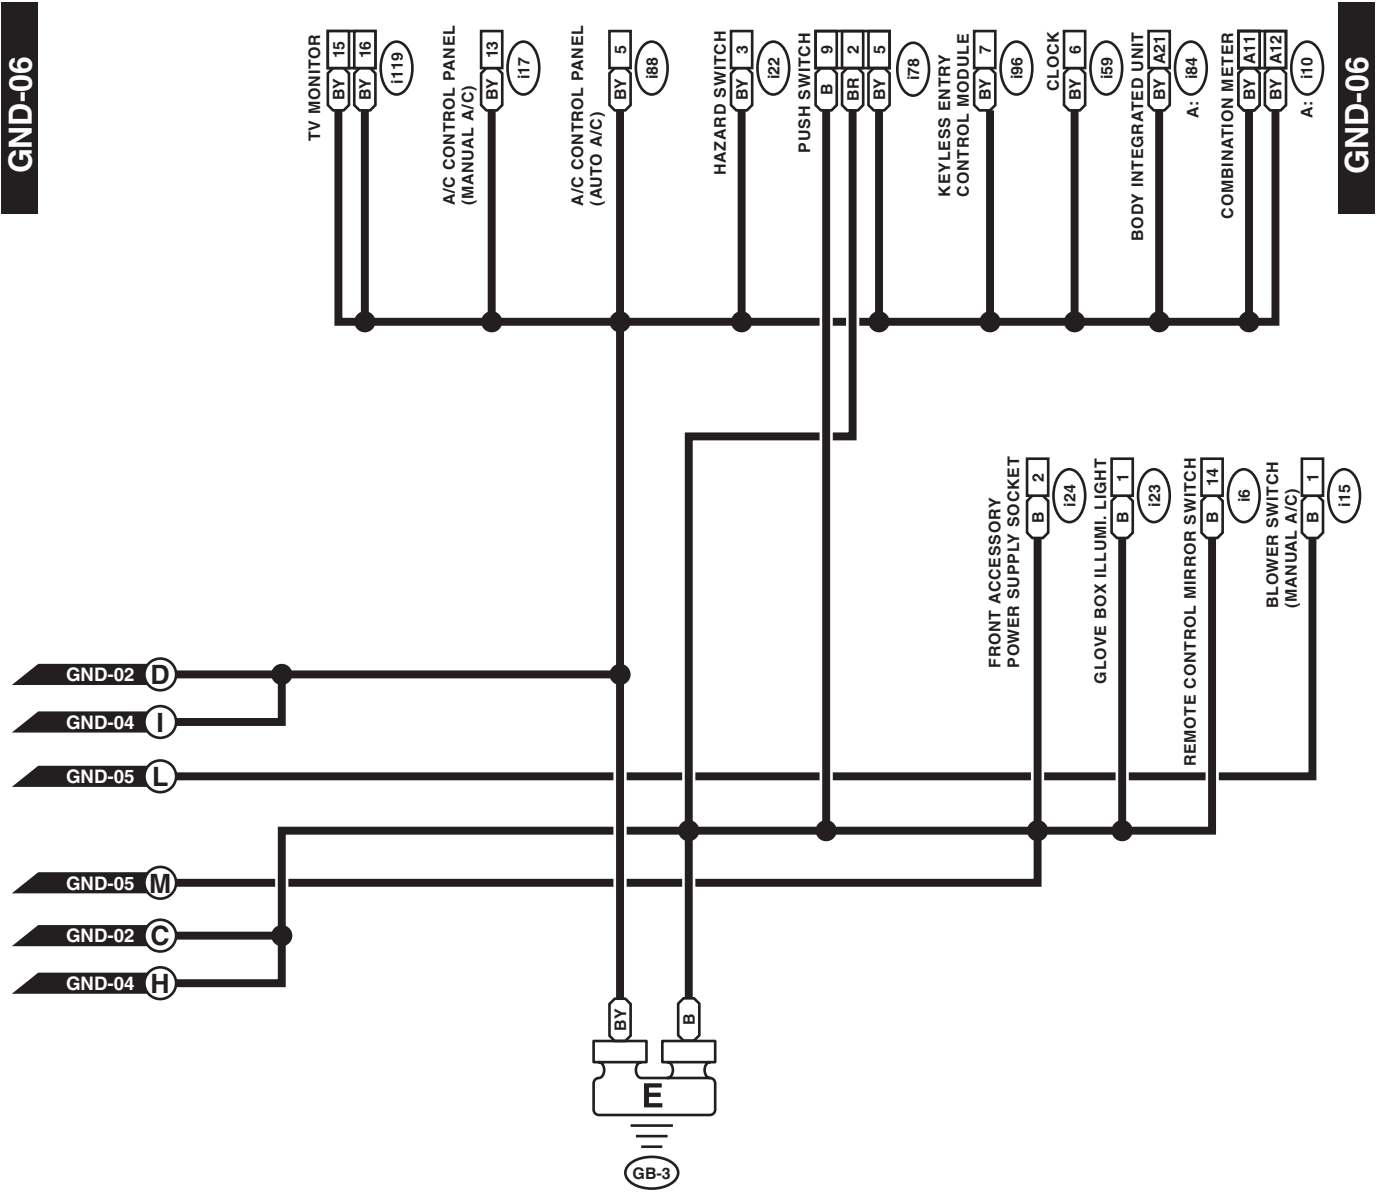 GND-06
GND-06
TV MONITOR
15
16
BY
BY
i119
A/C CONTROL PANEL
(MANUAL A/C)
13
BY
i17
A/C CONTROL PANEL
(AUTO A/C)
5
BY
i88
HAZARD SWITCH
3
BY
i22
PUSH SWITCH
9
2
5
B
BR
BY
i78
KEYLESS ENTRY
CONTROL MODULE
7
BY
i96
CLOCK
6
BY
i59
BODY INTEGRATED UNIT
A21
BY
A:
i84
COMBINATION METER
A11
A12
BY
BY
A:
i10
FRONT ACCESSORY
POWER SUPPLY SOCKET
2
B
i24
GLOVE BOX ILLUMI. LIGHT
1
B
i23
REMOTE CONTROL MIRROR SWITCH
14
B
i6
BLOWER SWITCH
(MANUAL A/C)
1
B
i15
GND-02 D
GND-04 I
GND-05 L
GND-05 M
GND-02 C
GND-04 H
BY
B
E
GB-3